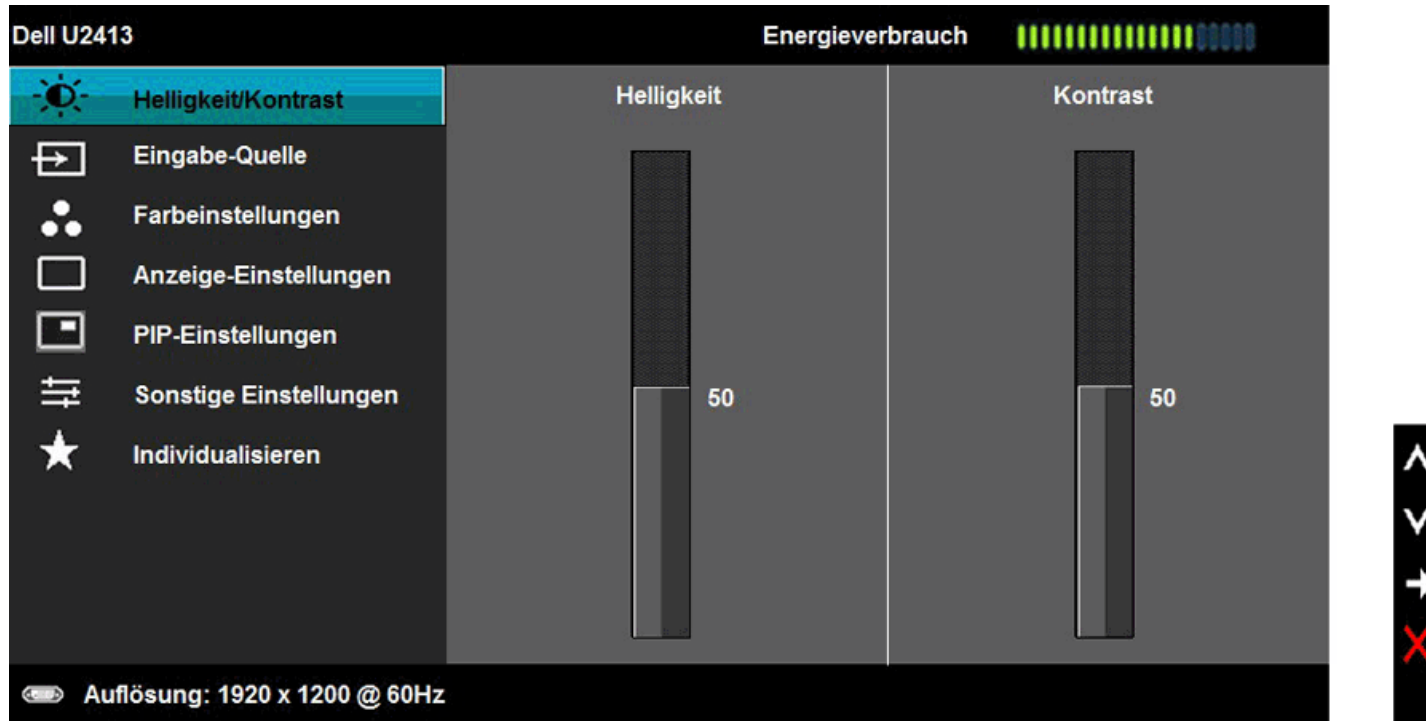 Dell U2413 Energieverbrauch
Helligkeit/Kontrast Helligkeit Kontrast
Eingabe-Quelle
Farbeinstellungen
Anzeige-Einstellungen
PIP-Einstellungen
Sonstige Einstellungen 50 50
Individualisieren
Auflösung: 1920 x 1200 @ 60Hz